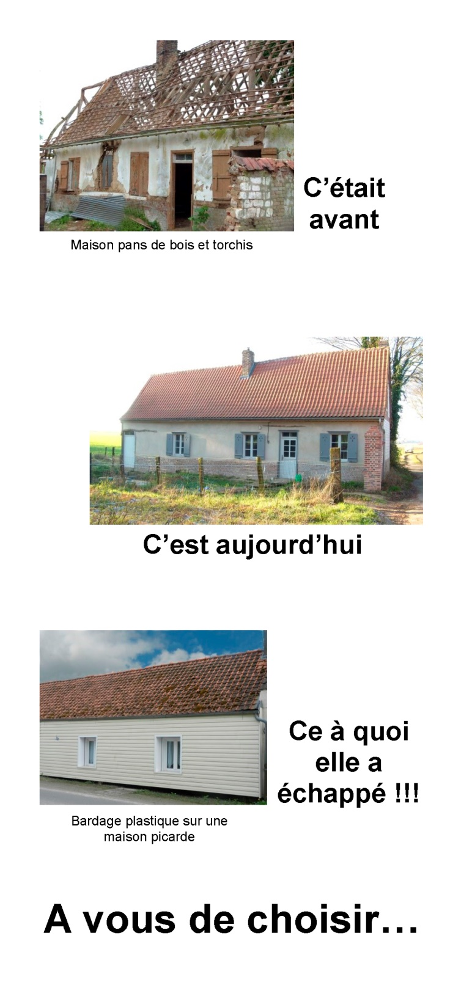 C’était
avant
Maison pans de bois et torchis
C’est aujourd’hui
Ce à quoi
elle a
échappé !!!
Bardage plastique sur une
maison picarde
A vous de choisir…